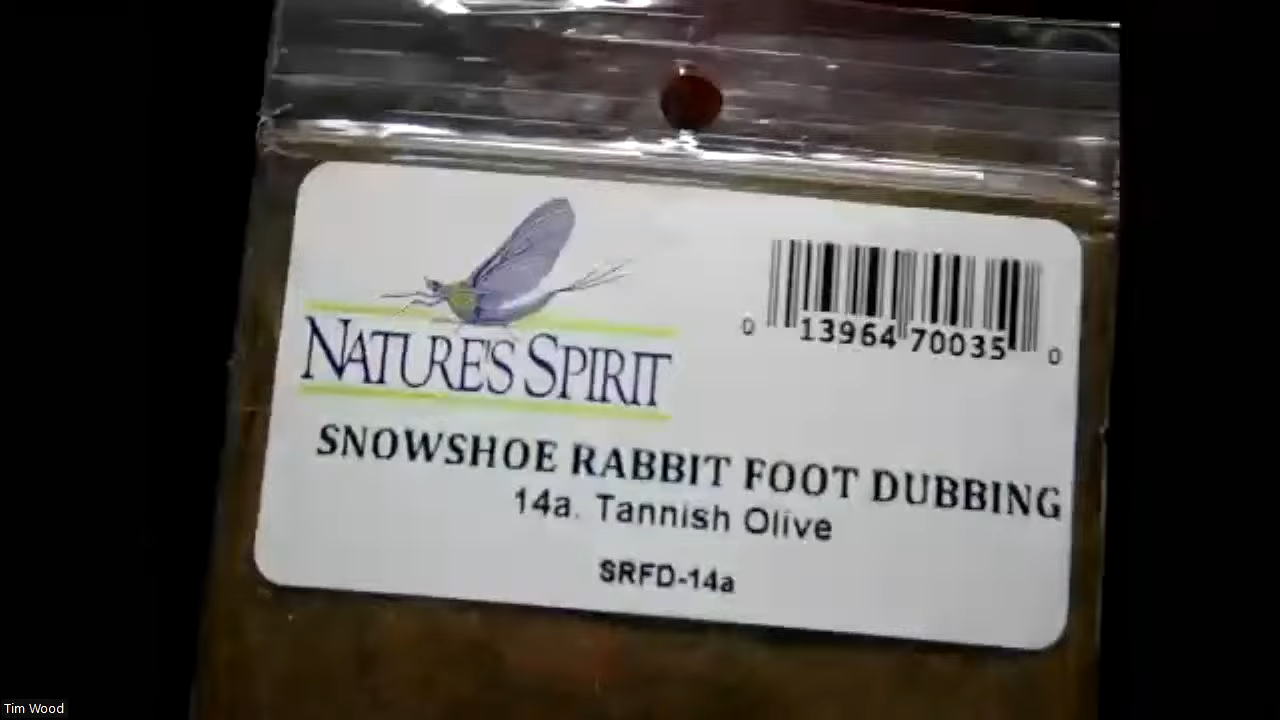 NATURE'S SPIRIT
0 13964 70035 0
SNOWSHOE RABBIT FOOT DUBBING
14a. Tannish Olive
SRFD-14a
Tim Wood